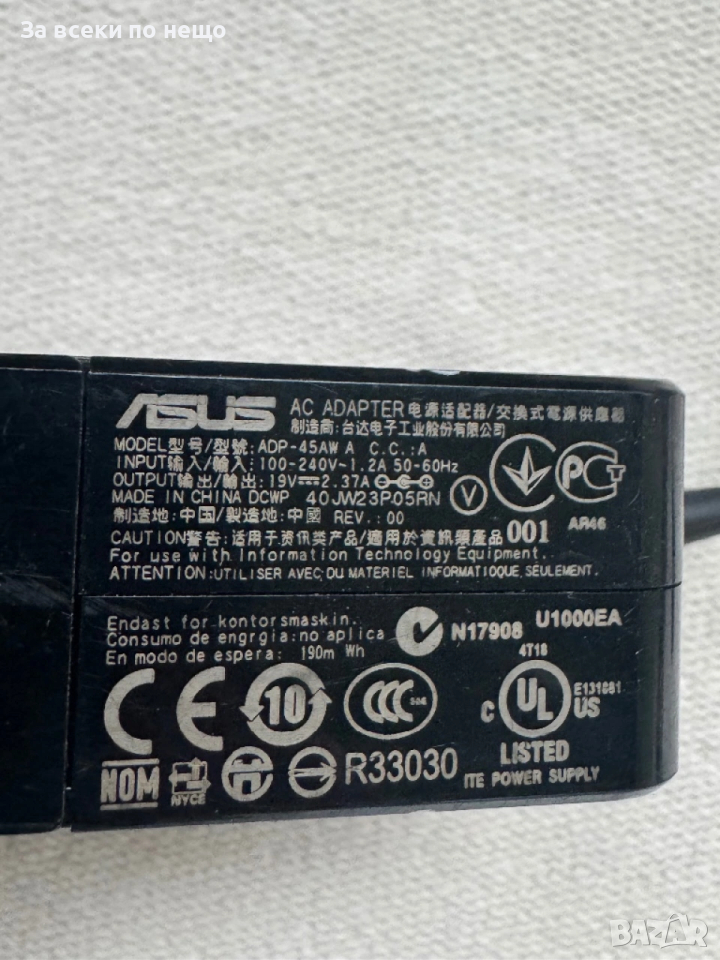 За всеки по нещо
ASUS AC ADAPTER 电源适配器/交换式電源供應器
制造商:台达电子工业股份有限公司
MODEL型号/型號:ADP-45AW A C.C.:A
INPUT输入/輸入:100-240V~1.2A 50-60Hz
OUTPUT输出/輸出:19V⎓2.37A
MADE IN CHINA DCWP 40JW23P05RN V
制造地:中国/製造地:中國 REV.:00
PCT
AR46
CAUTION警告:适用于资讯类产品/適用於資訊類產品 001
For use with Information Technology Equipment.
ATTENTION:UTILISER AVEC DU MATERIEL INFORMATIOOUE SEULEMENT.
Endast for kontorsmaskin.
Consumo de engrgia:no aplica
En modo de espera: 190m Wh
N17908 U1000EA
4T18
CE 10 CCC
C UL US
E131881
LISTED
ITE POWER SUPPLY
NOM NYCE R33030
BAZAR